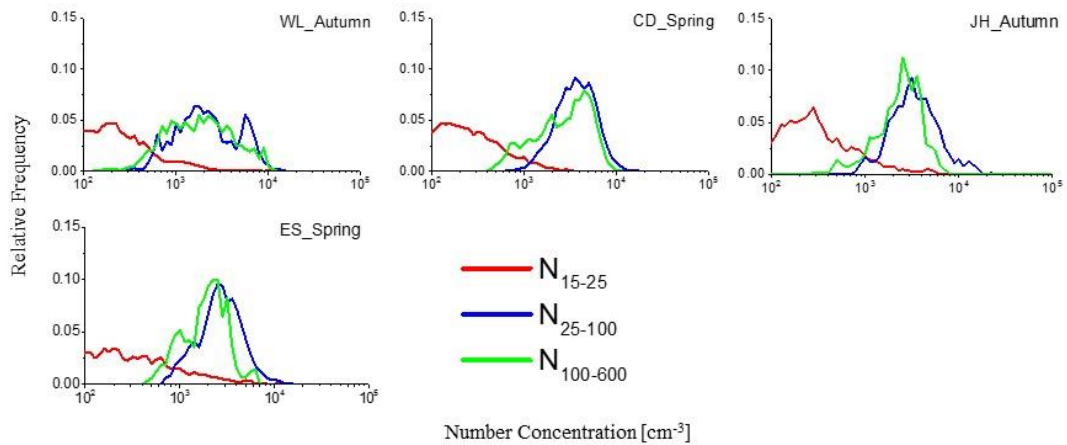 WL_Autumn
0.15
0.10
0.05
0.00
10² 10³ 10⁴ 10⁵
CD_Spring
0.15
0.10
0.05
0.00
10² 10³ 10⁴ 10⁵
JH_Autumn
0.15
0.10
0.05
0.00
10² 10³ 10⁴ 10⁵
Relative Frequency
ES_Spring
0.15
0.10
0.05
0.00
10² 10³ 10⁴ 10⁵
N₁₅₋₂₅
N₂₅₋₁₀₀
N₁₀₀₋₆₀₀
Number Concentration [cm⁻³]